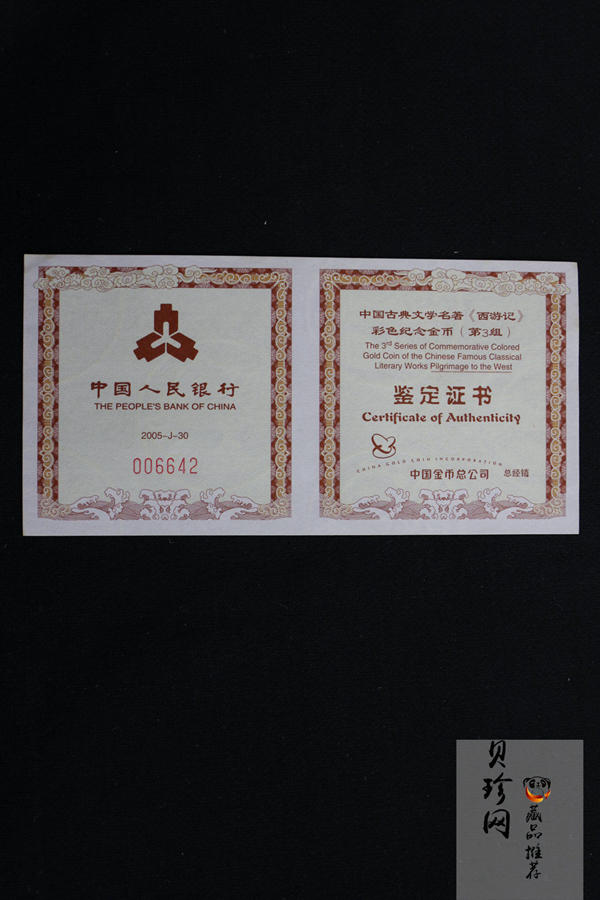 中国人民银行
THE PEOPLE'S BANK OF CHINA
2005-J-30
006642
中国古典文学名著《西游记》
彩色纪念金币（第3组）
The 3rd Series of Commemorative Colored
Gold Coin of the Chinese Famous Classical
Literary Works Pilgrimage to the West
鉴定证书
Certificate of Authenticity
CHINA GOLD COIN INCORPORATION
中国金币总公司 总经销
贝珍网
藏品推荐